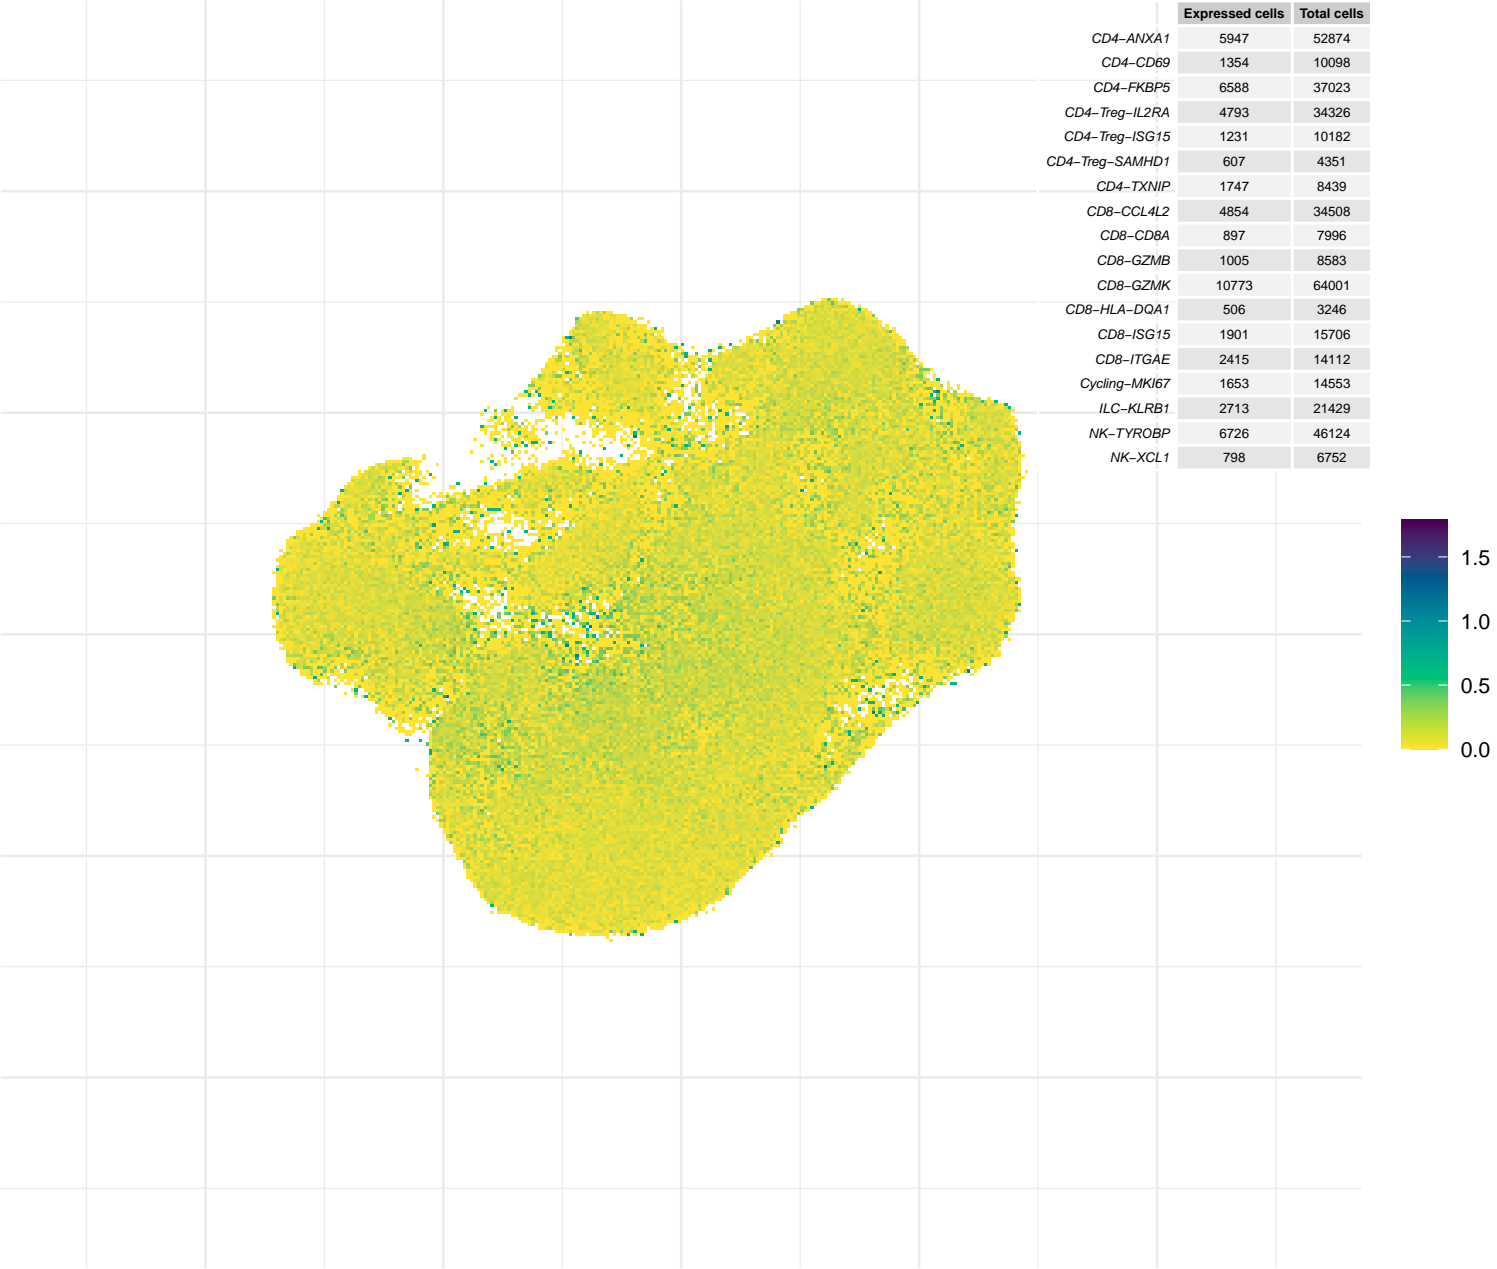 Expressed cells Total cells
CD4−ANXA1 5947 52874
CD4−CD69 1354 10098
CD4−FKBP5 6588 37023
CD4−Treg−IL2RA 4793 34326
CD4−Treg−ISG15 1231 10182
CD4−Treg−SAMHD1 607 4351
CD4−TXNIP 1747 8439
CD8−CCL4L2 4854 34508
CD8−CD8A 897 7996
CD8−GZMB 1005 8583
CD8−GZMK 10773 64001
CD8−HLA−DQA1 506 3246
CD8−ISG15 1901 15706
CD8−ITGAE 2415 14112
Cycling−MKI67 1653 14553
ILC−KLRB1 2713 21429
NK−TYROBP 6726 46124
NK−XCL1 798 6752
1.5
1.0
0.5
0.0